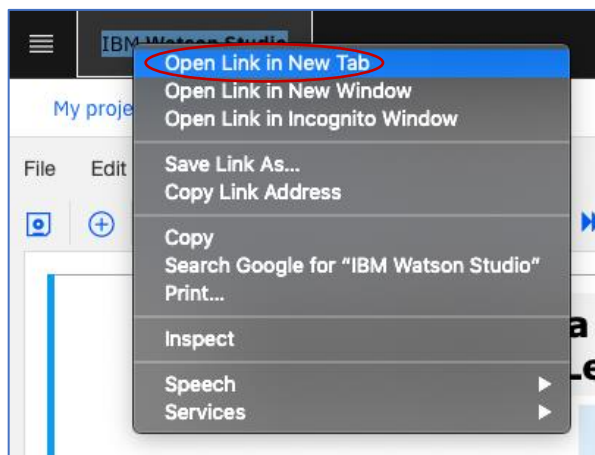 IBM Watson Studio
Open Link in New Tab
Open Link in New Window
Open Link in Incognito Window
My proje
File Edit
Save Link As...
Copy Link Address
Copy
Search Google for “IBM Watson Studio”
Print...
Inspect
a
Le
Speech
Services